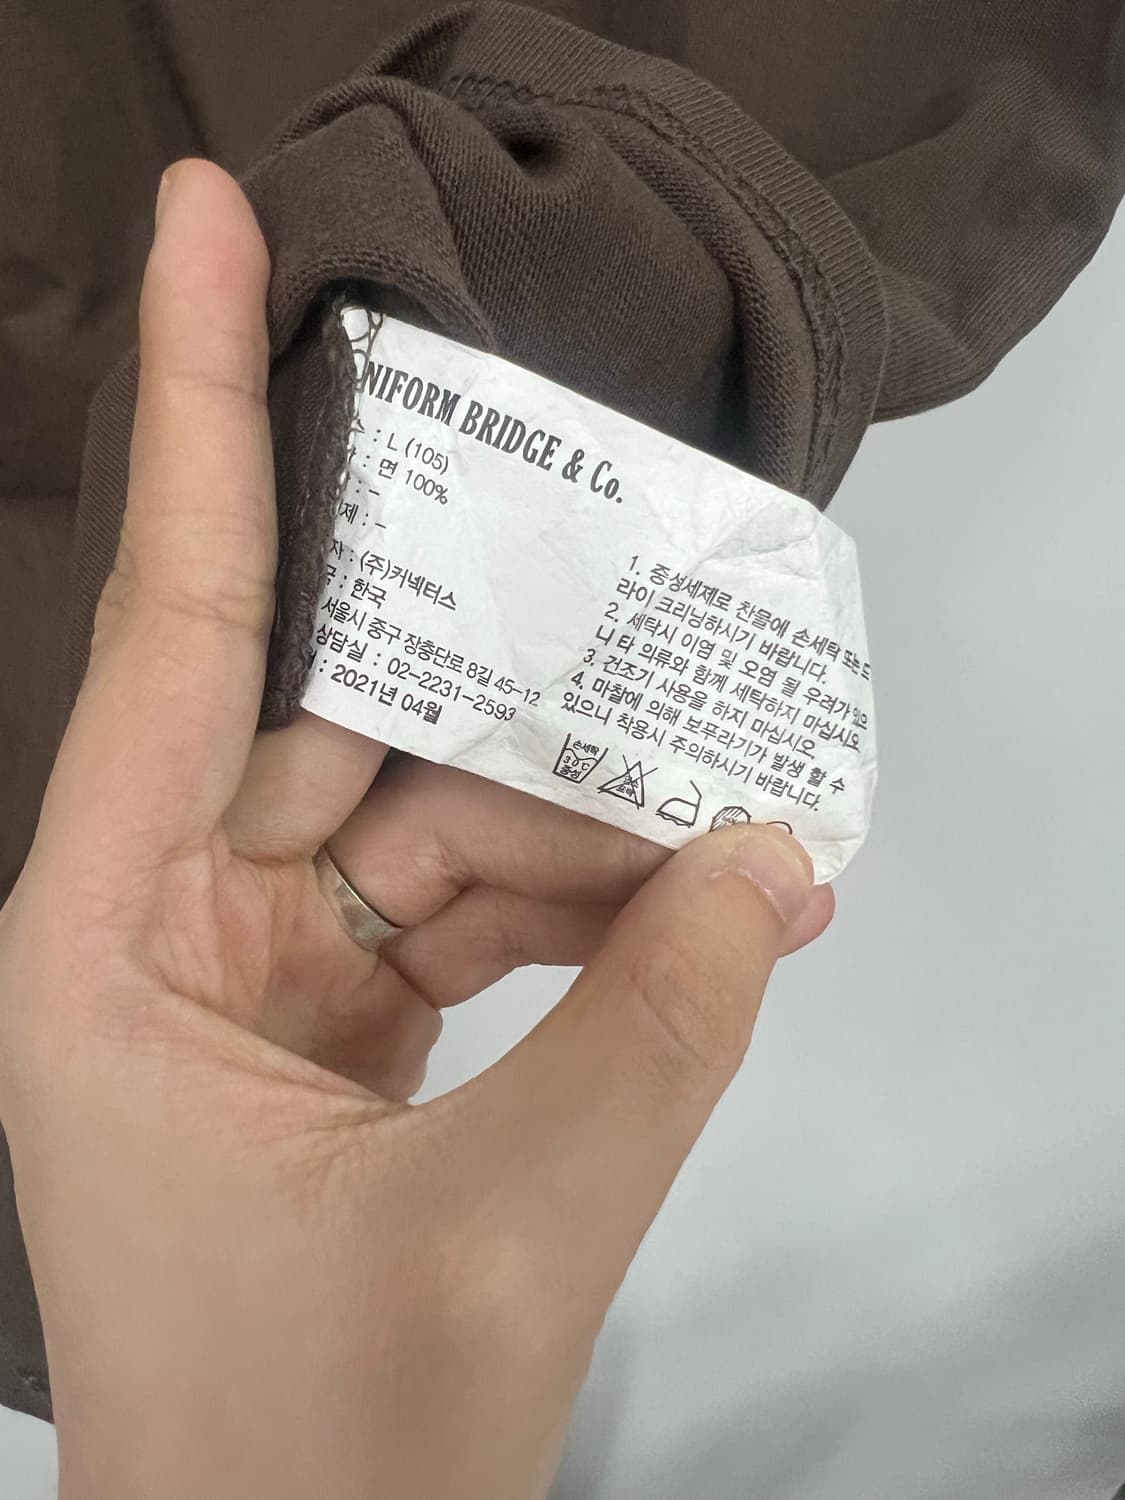 NIFORM BRIDGE & Co.
: L (105)
: 면 100%
: -
제 : -
자 : (주)커넥터스
국 : 한국
서울시 중구 장충단로 8길 45-12
상담실 : 02-2231-2593
: 2021년 04월
1. 중성세제로 찬물에 손세탁 또는 드
라이 크리닝하시기 바랍니다.
2. 세탁시 이염 및 오염 될 우려가 있으
니 타 의류와 함께 세탁하지 마십시오.
3. 건조기 사용을 하지 마십시오.
4. 마찰에 의해 보푸라기가 발생 할 수
있으니 착용시 주의하시기 바랍니다.
손세탁
30℃
중성